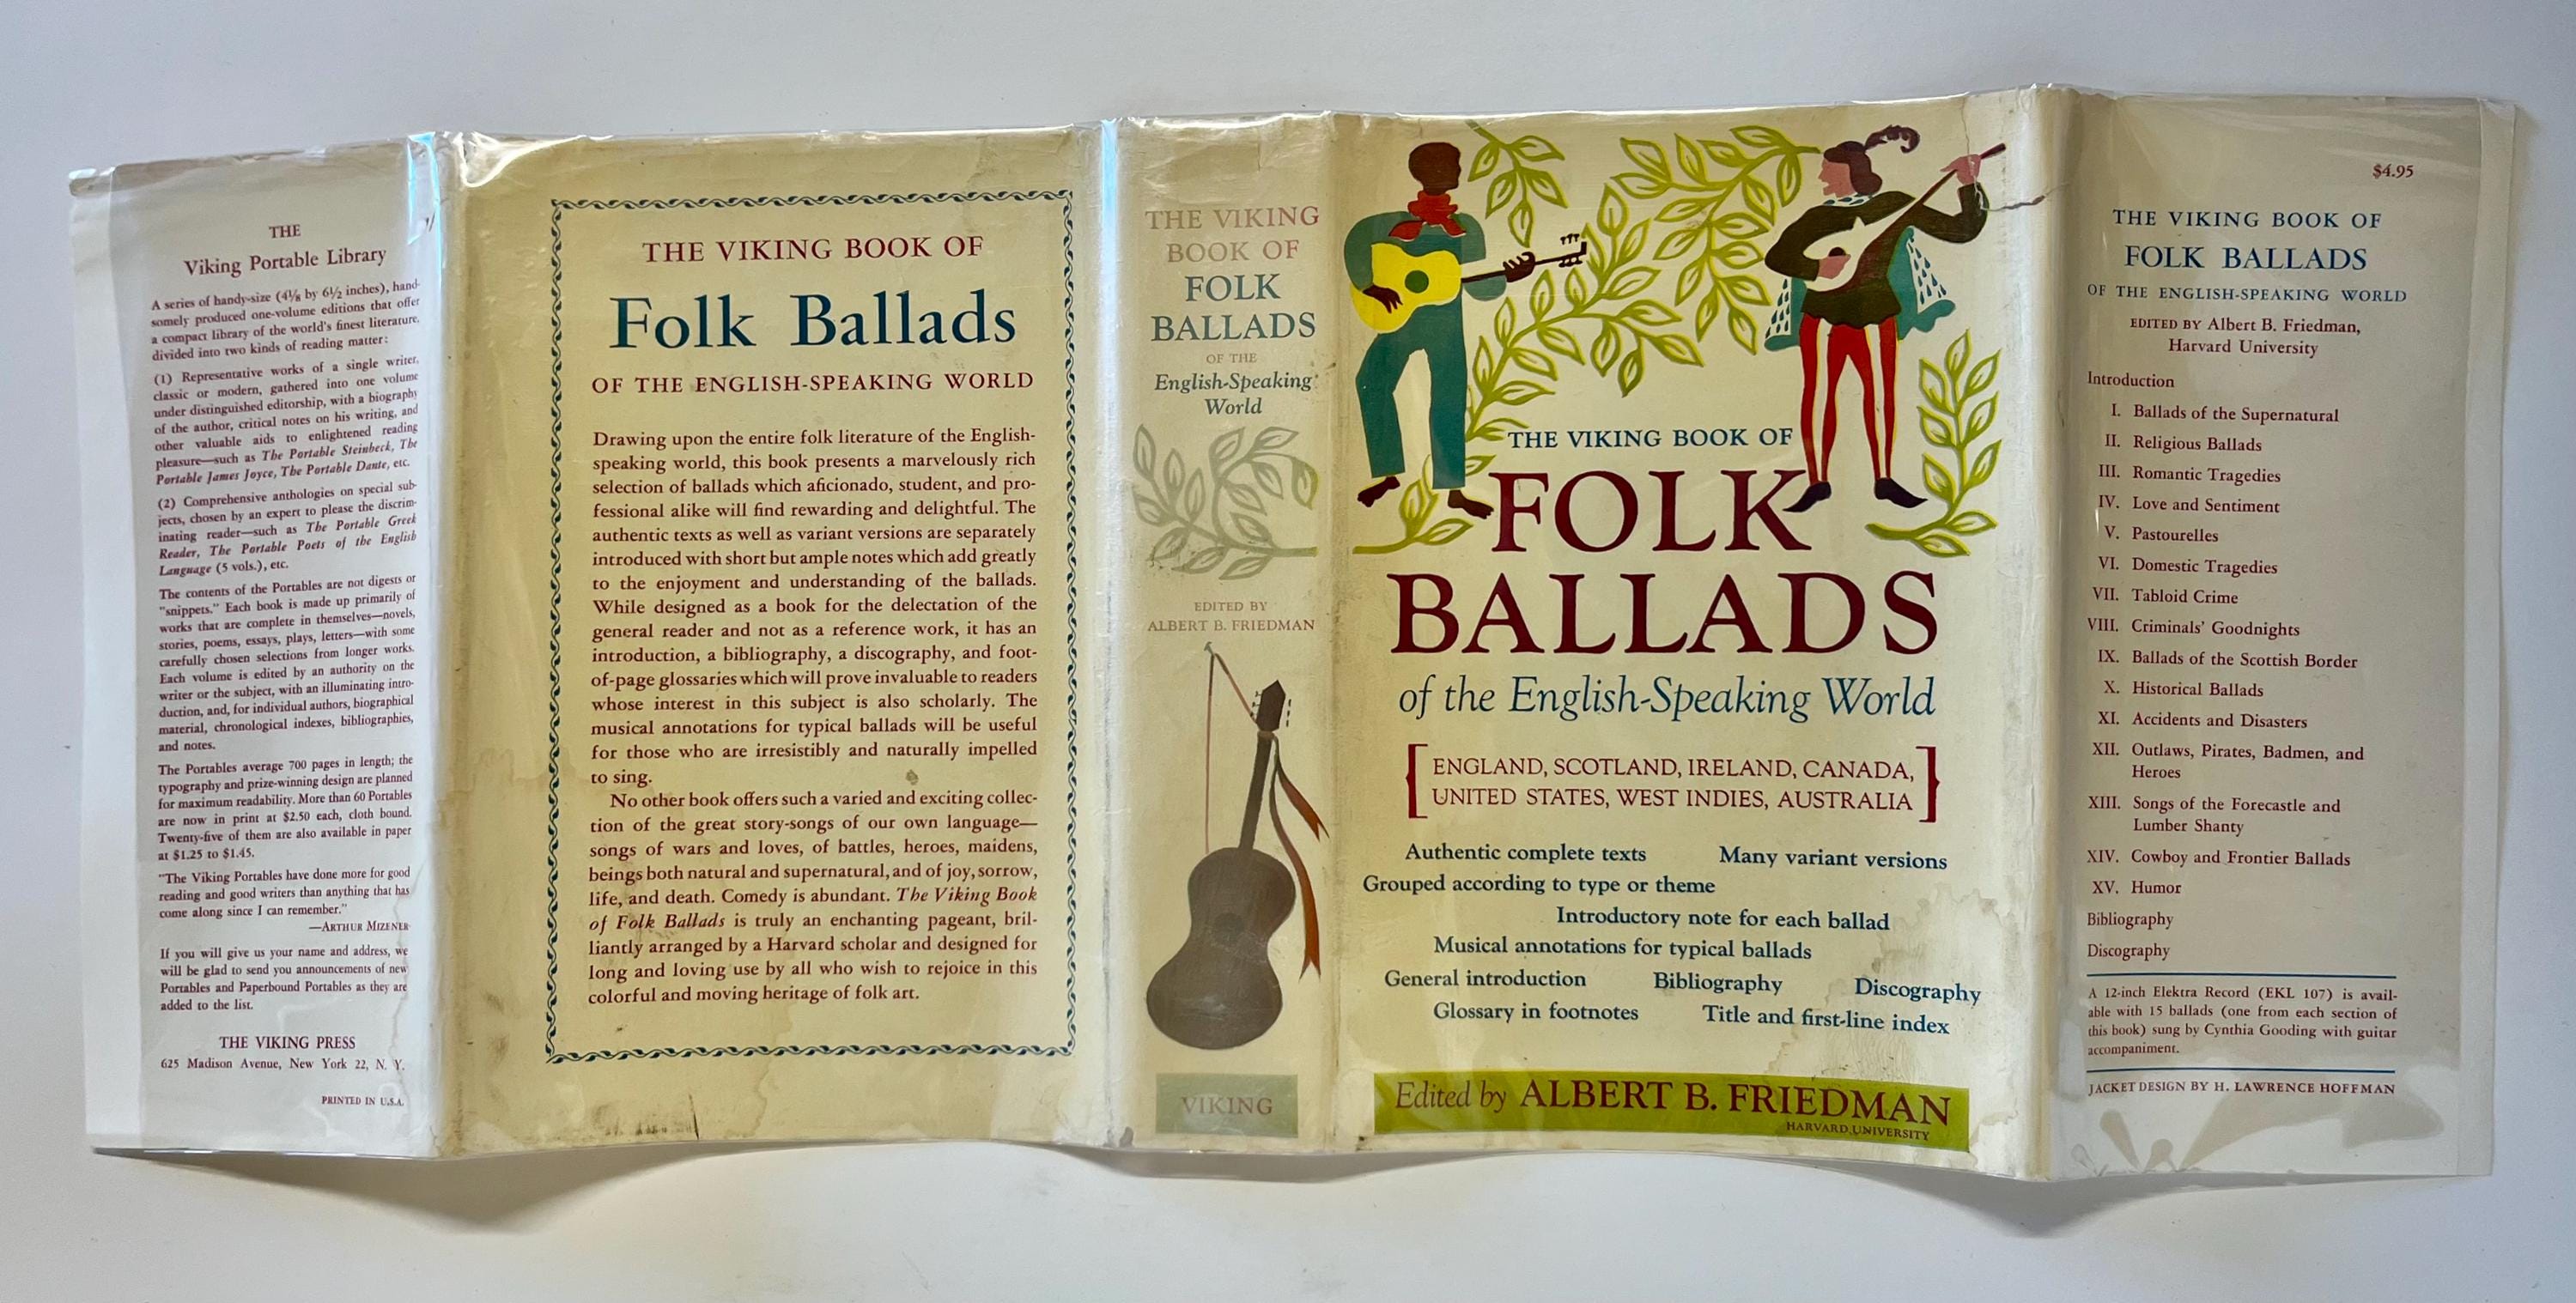 THE
Viking Portable Library
A series of handy-size (4⅛ by 6½ inches), hand-
somely produced one-volume editions that offer
a compact library of the world's finest literature,
divided into two kinds of reading matter:
(1) Representative works of a single writer,
classic or modern, gathered into one volume
under distinguished editorship, with a biography
of the author, critical notes on his writing, and
other valuable aids to enlightened reading
pleasure—such as The Portable Steinbeck, The
Portable James Joyce, The Portable Dante, etc.
(2) Comprehensive anthologies on special sub-
jects, chosen by an expert to please the discrim-
inating reader—such as The Portable Greek
Reader, The Portable Poets of the English
Language (5 vols.), etc.
The contents of the Portables are not digests or
"snippets." Each book is made up primarily of
works that are complete in themselves—novels,
stories, poems, essays, plays, letters—with some
carefully chosen selections from longer works.
Each volume is edited by an authority on the
writer or the subject, with an illuminating intro-
duction, and, for individual authors, biographical
material, chronological indexes, bibliographies,
and notes.
The Portables average 700 pages in length; the
typography and prize-winning design are planned
for maximum readability. More than 60 Portables
are now in print at $2.50 each, cloth bound.
Twenty-five of them are also available in paper
at $1.25 to $1.45.
"The Viking Portables have done more for good
reading and good writers than anything that has
come along since I can remember."
—ARTHUR MIZENER
If you will give us your name and address, we
will be glad to send you announcements of new
Portables and Paperbound Portables as they are
added to the list.
THE VIKING PRESS
625 Madison Avenue, New York 22, N. Y.
PRINTED IN U.S.A.
THE VIKING BOOK OF
Folk Ballads
OF THE ENGLISH-SPEAKING WORLD
Drawing upon the entire folk literature of the English-
speaking world, this book presents a marvelously rich
selection of ballads which aficionado, student, and pro-
fessional alike will find rewarding and delightful. The
authentic texts as well as variant versions are separately
introduced with short but ample notes which add greatly
to the enjoyment and understanding of the ballads.
While designed as a book for the delectation of the
general reader and not as a reference work, it has an
introduction, a bibliography, a discography, and foot-
of-page glossaries which will prove invaluable to readers
whose interest in this subject is also scholarly. The
musical annotations for typical ballads will be useful
for those who are irresistibly and naturally impelled
to sing.
No other book offers such a varied and exciting collec-
tion of the great story-songs of our own language—
songs of wars and loves, of battles, heroes, maidens,
beings both natural and supernatural, and of joy, sorrow,
life, and death. Comedy is abundant. The Viking Book
of Folk Ballads is truly an enchanting pageant, bril-
liantly arranged by a Harvard scholar and designed for
long and loving use by all who wish to rejoice in this
colorful and moving heritage of folk art.
THE VIKING
BOOK OF
FOLK
BALLADS
OF THE
English-Speaking
World
EDITED BY
ALBERT B. FRIEDMAN
VIKING
THE VIKING BOOK OF
FOLK
BALLADS
of the English-Speaking World
[ENGLAND, SCOTLAND, IRELAND, CANADA,
UNITED STATES, WEST INDIES, AUSTRALIA]
Authentic complete texts Many variant versions
Grouped according to type or theme
Introductory note for each ballad
Musical annotations for typical ballads
General introduction Bibliography Discography
Glossary in footnotes Title and first-line index
Edited by ALBERT B. FRIEDMAN
HARVARD UNIVERSITY
$4.95
THE VIKING BOOK OF
FOLK BALLADS
OF THE ENGLISH-SPEAKING WORLD
EDITED BY Albert B. Friedman,
Harvard University
Introduction
I. Ballads of the Supernatural
II. Religious Ballads
III. Romantic Tragedies
IV. Love and Sentiment
V. Pastourelles
VI. Domestic Tragedies
VII. Tabloid Crime
VIII. Criminals' Goodnights
IX. Ballads of the Scottish Border
X. Historical Ballads
XI. Accidents and Disasters
XII. Outlaws, Pirates, Badmen, and
Heroes
XIII. Songs of the Forecastle and
Lumber Shanty
XIV. Cowboy and Frontier Ballads
XV. Humor
Bibliography
Discography
A 12-inch Elektra Record (EKL 107) is avail-
able with 15 ballads (one from each section of
this book) sung by Cynthia Gooding with guitar
accompaniment.
JACKET DESIGN BY H. LAWRENCE HOFFMAN